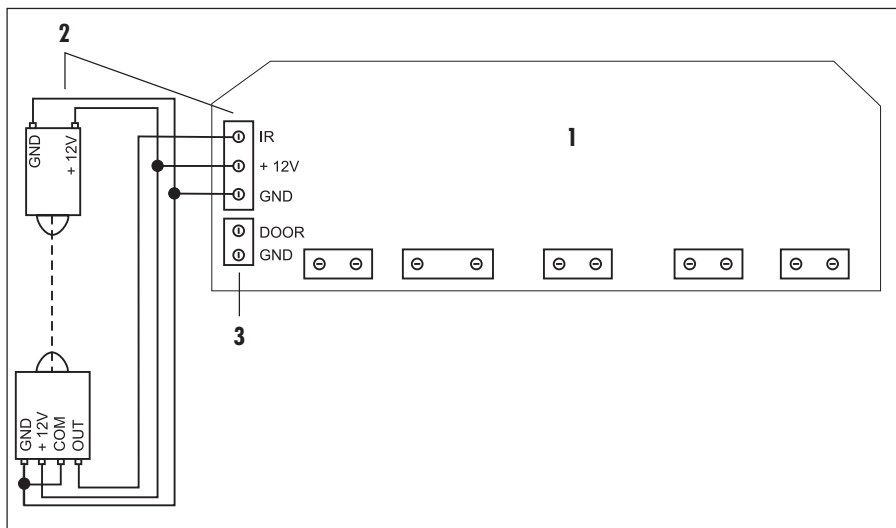 2
1
IR
+ 12V
GND
DOOR
GND
3
GND
+ 12V
GND
+ 12V
COM
OUT